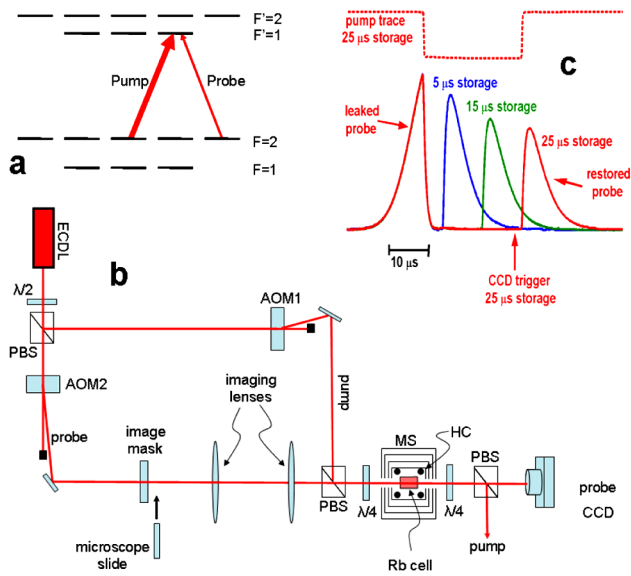 F'=2
F'=1
Pump
Probe
F=2
F=1
a
pump trace
25 μs storage
c
5 μs storage
15 μs storage
leaked
probe
25 μs storage
restored
probe
10 μs
CCD trigger
25 μs storage
ECDL
b
λ/2
PBS
AOM1
AOM2
probe
image
mask
imaging
lenses
pump
MS
HC
PBS
PBS
λ/4
λ/4
probe
CCD
microscope
slide
Rb cell
pump